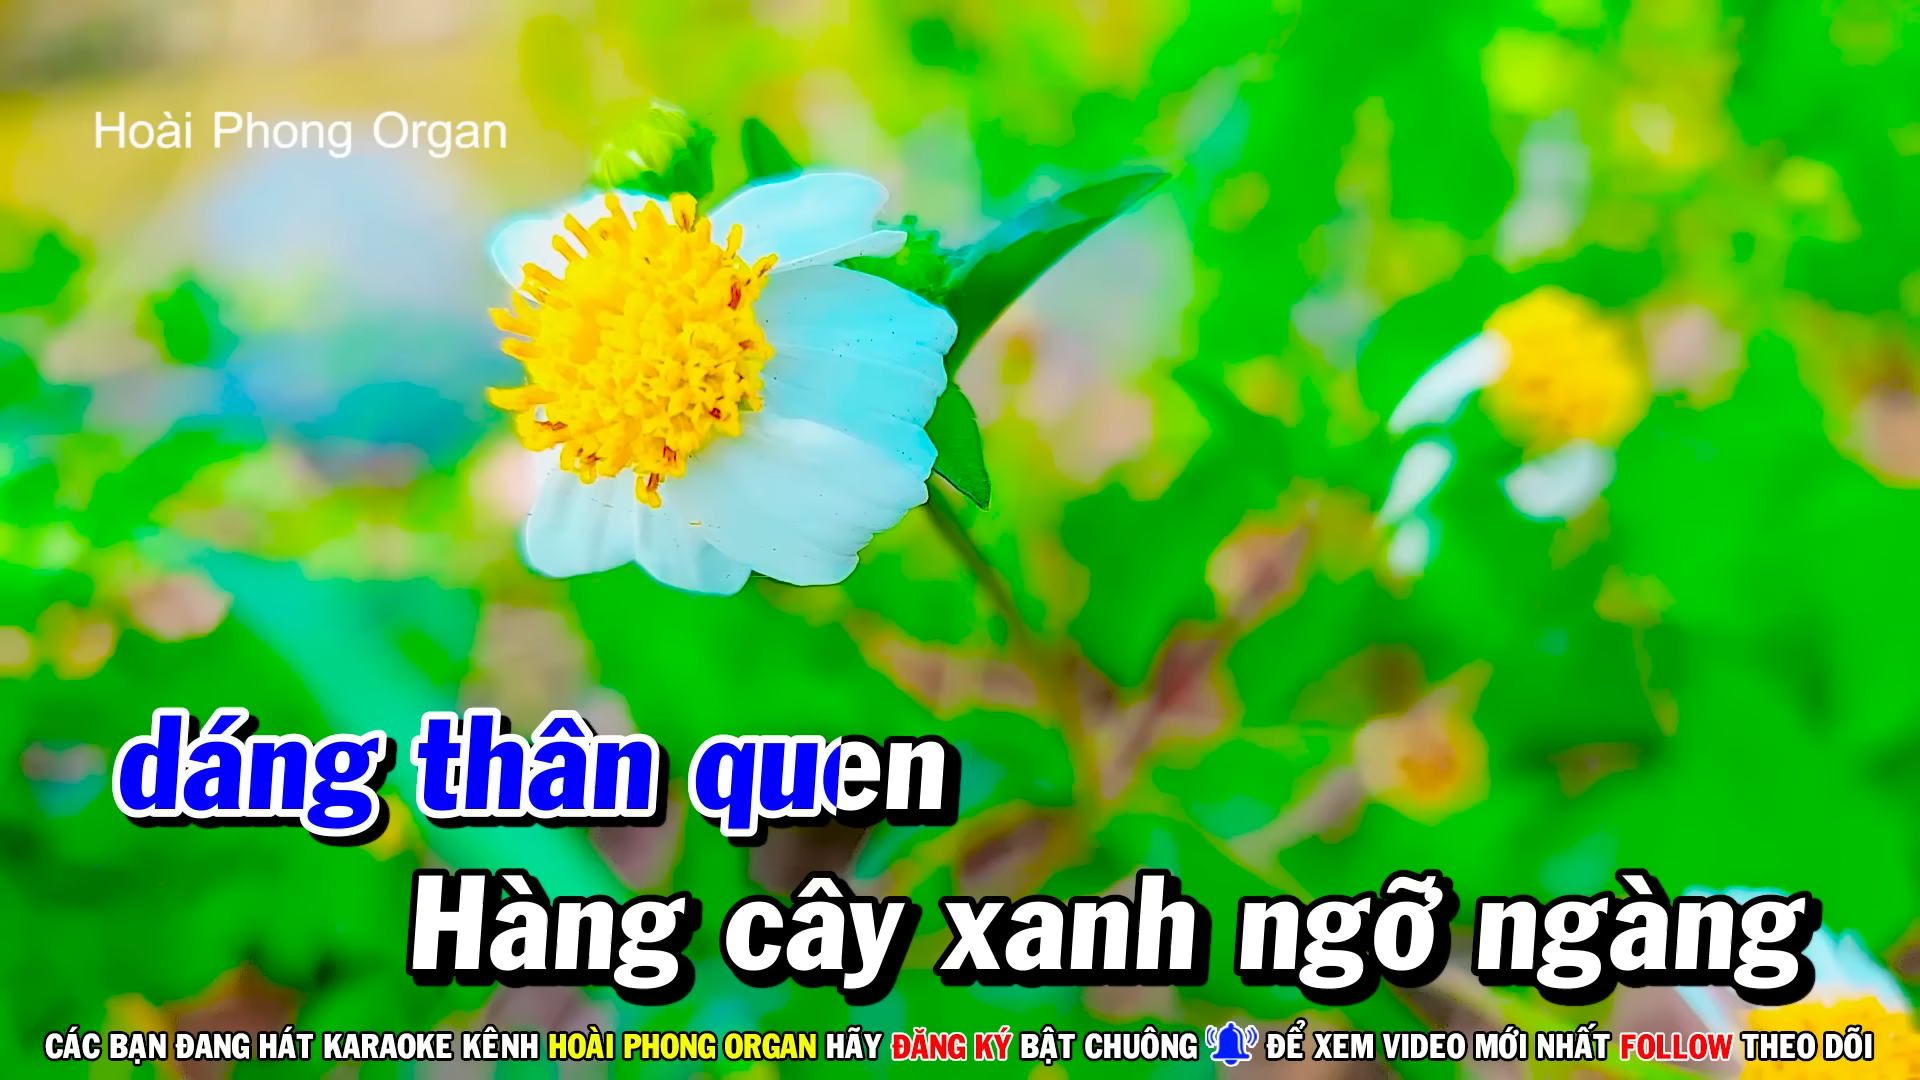 Hoài Phong Organ
dáng thân quen
Hàng cây xanh ngỡ ngàng
CÁC BẠN ĐANG HÁT KARAOKE KÊNH HOÀI PHONG ORGAN HÃY ĐĂNG KÝ BẬT CHUÔNG ĐỂ XEM VIDEO MỚI NHẤT FOLLOW THEO DÕI